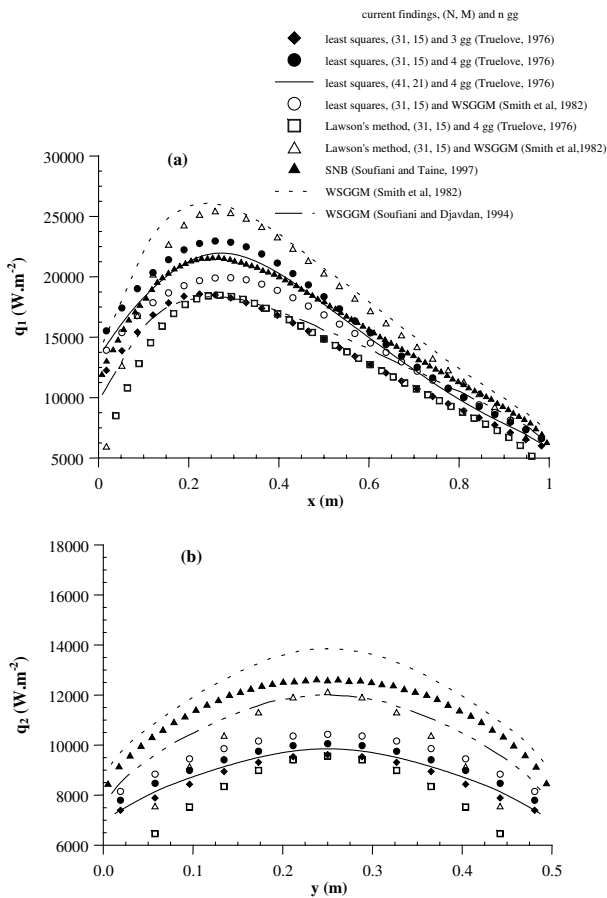 current findings, (N, M) and n gg
least squares, (31, 15) and 3 gg (Truelove, 1976)
least squares, (31, 15) and 4 gg (Truelove, 1976)
least squares, (41, 21) and 4 gg (Truelove, 1976)
least squares, (31, 15) and WSGGM (Smith et al, 1982)
Lawson's method, (31, 15) and 4 gg (Truelove, 1976)
Lawson's method, (31, 15) and WSGGM (Smith et al,1982)
SNB (Soufiani and Taine, 1997)
WSGGM (Smith et al, 1982)
WSGGM (Soufiani and Djavdan, 1994)
(a)
30000
25000
20000
15000
10000
5000
q1 (W.m-2)
0 0.2 0.4 0.6 0.8 1
x (m)
(b)
18000
16000
14000
12000
10000
8000
6000
q2 (W.m-2)
0.0 0.1 0.2 0.3 0.4 0.5
y (m)